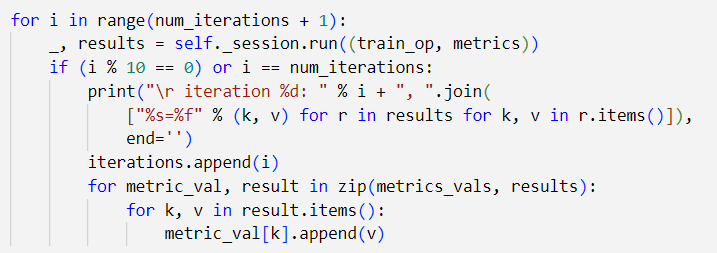 for i in range(num_iterations + 1):
    _, results = self._session.run((train_op, metrics))
    if (i % 10 == 0) or i == num_iterations:
        print("\r iteration %d: " % i + ", ".join(
            ["%s=%f" % (k, v) for r in results for k, v in r.items()]),
            end='')
        iterations.append(i)
        for metric_val, result in zip(metrics_vals, results):
            for k, v in result.items():
                metric_val[k].append(v)